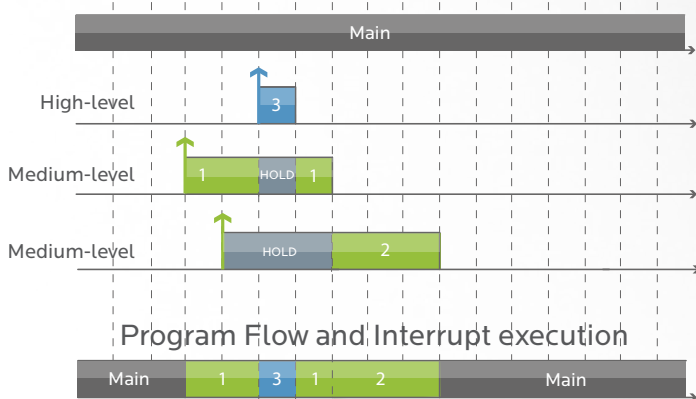 Main
High-level
3
Medium-level
1 HOLD 1
Medium-level
HOLD 2
Program Flow and Interrupt execution
Main 1 3 1 2 Main